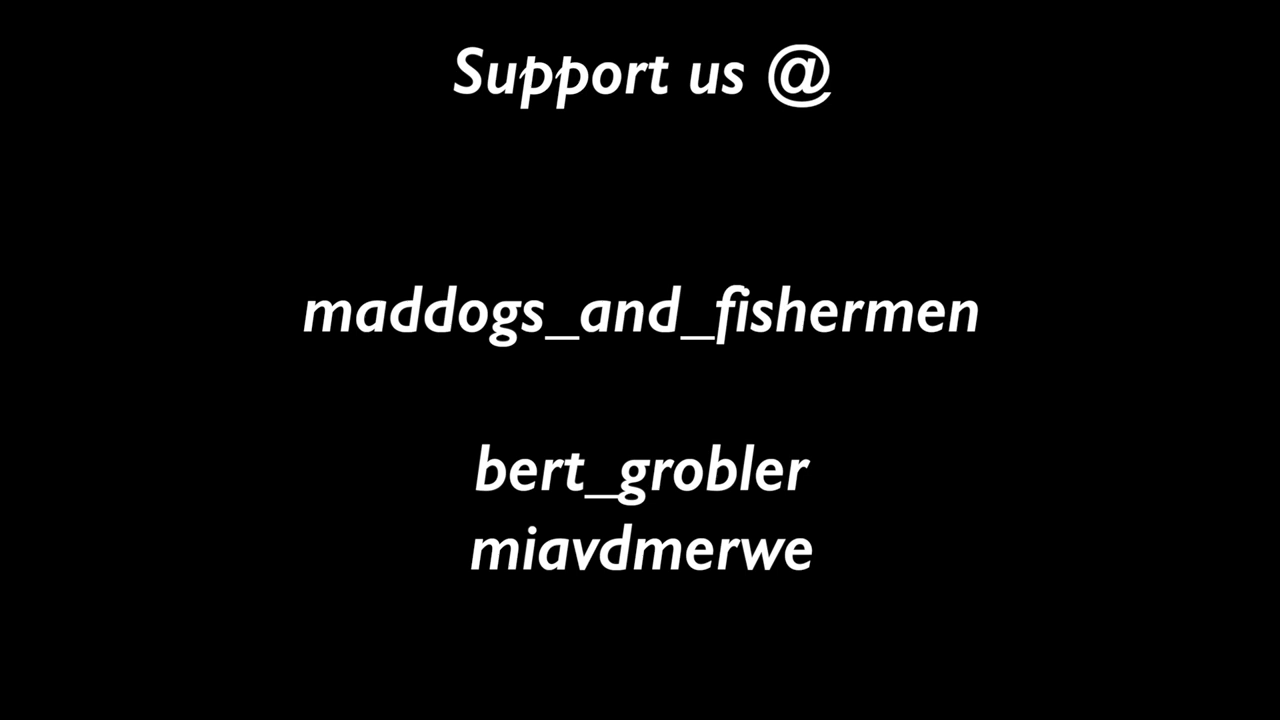 Support us @
maddogs_and_fishermen
bert_grobler
miavdmerwe